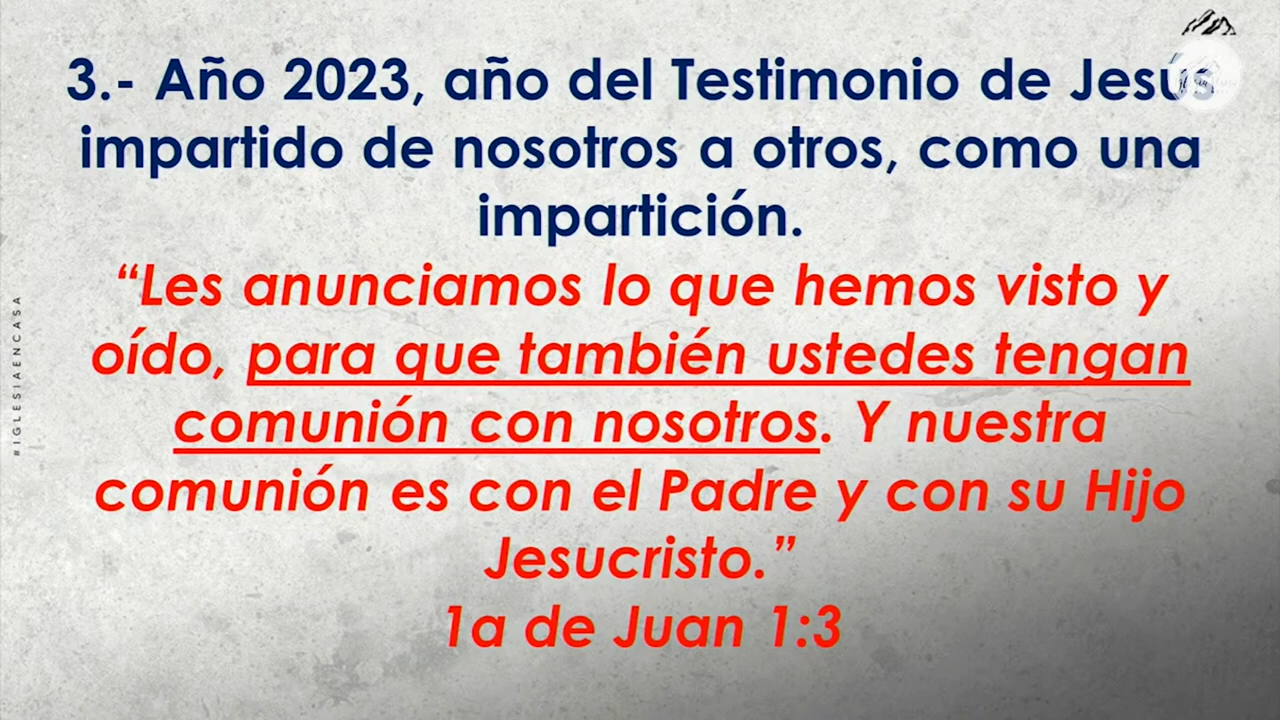 3.- Año 2023, año del Testimonio de Jesús
impartido de nosotros a otros, como una
impartición.
“Les anunciamos lo que hemos visto y
oído, para que también ustedes tengan
comunión con nosotros. Y nuestra
comunión es con el Padre y con su Hijo
Jesucristo.”
1a de Juan 1:3
#IGLESIAENCASA